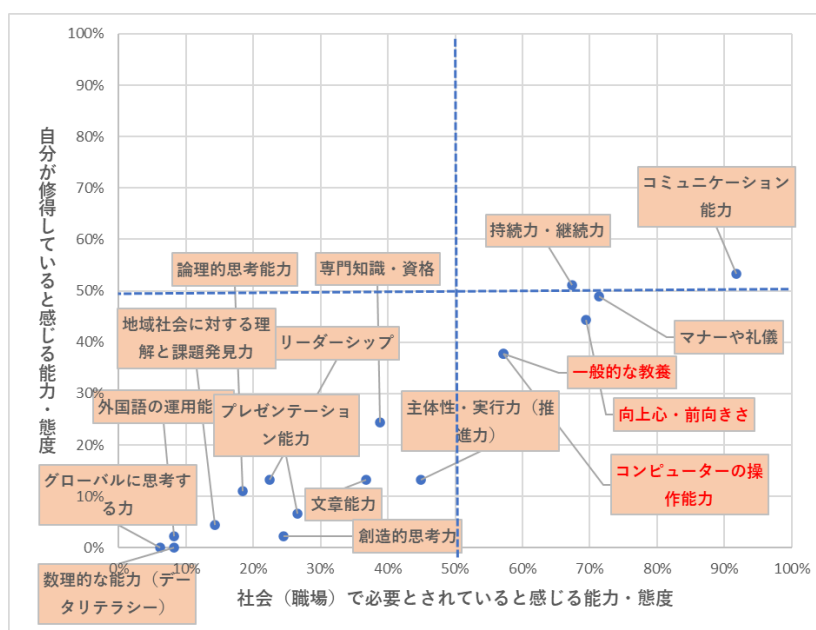 100%
90%
80%
70%
60%
50%
40%
30%
20%
10%
0%
自分が修得していると感じる能力・態度
コミュニケーション
能力
持続力・継続力
専門知識・資格
論理的思考能力
地域社会に対する理
解と課題発見力
リーダーシップ
マナーや礼儀
一般的な教養
外国語の運用能
プレゼンテーション
ン能力
主体性・実行力（推
進力）
向上心・前向きさ
グローバルに思考す
る力
文章能力
コンピューターの操
作能力
創造的思考力
数理的な能力（デー
タリテラシー）
0%
10%
20%
30%
40%
50%
60%
70%
80%
90%
100%
社会（職場）で必要とされていると感じる能力・態度